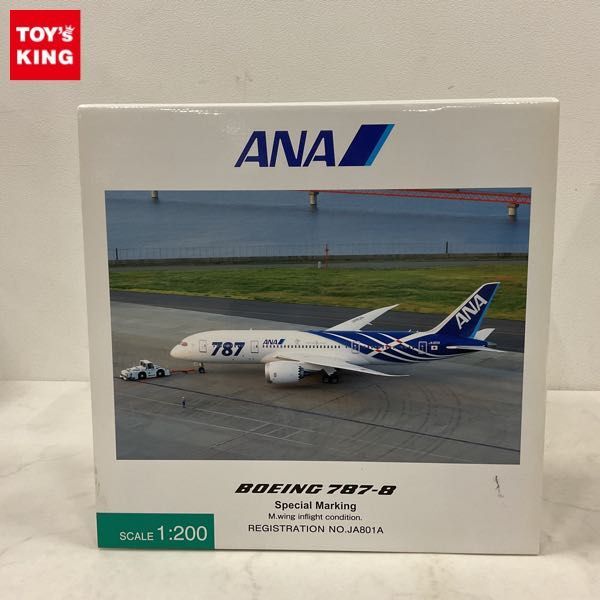 TOY'S
KING
ANA
787
ANA
ANA
BOEING 787-8
Special Marking
M.wing inflight condition.
REGISTRATION NO.JA801A
SCALE 1:200